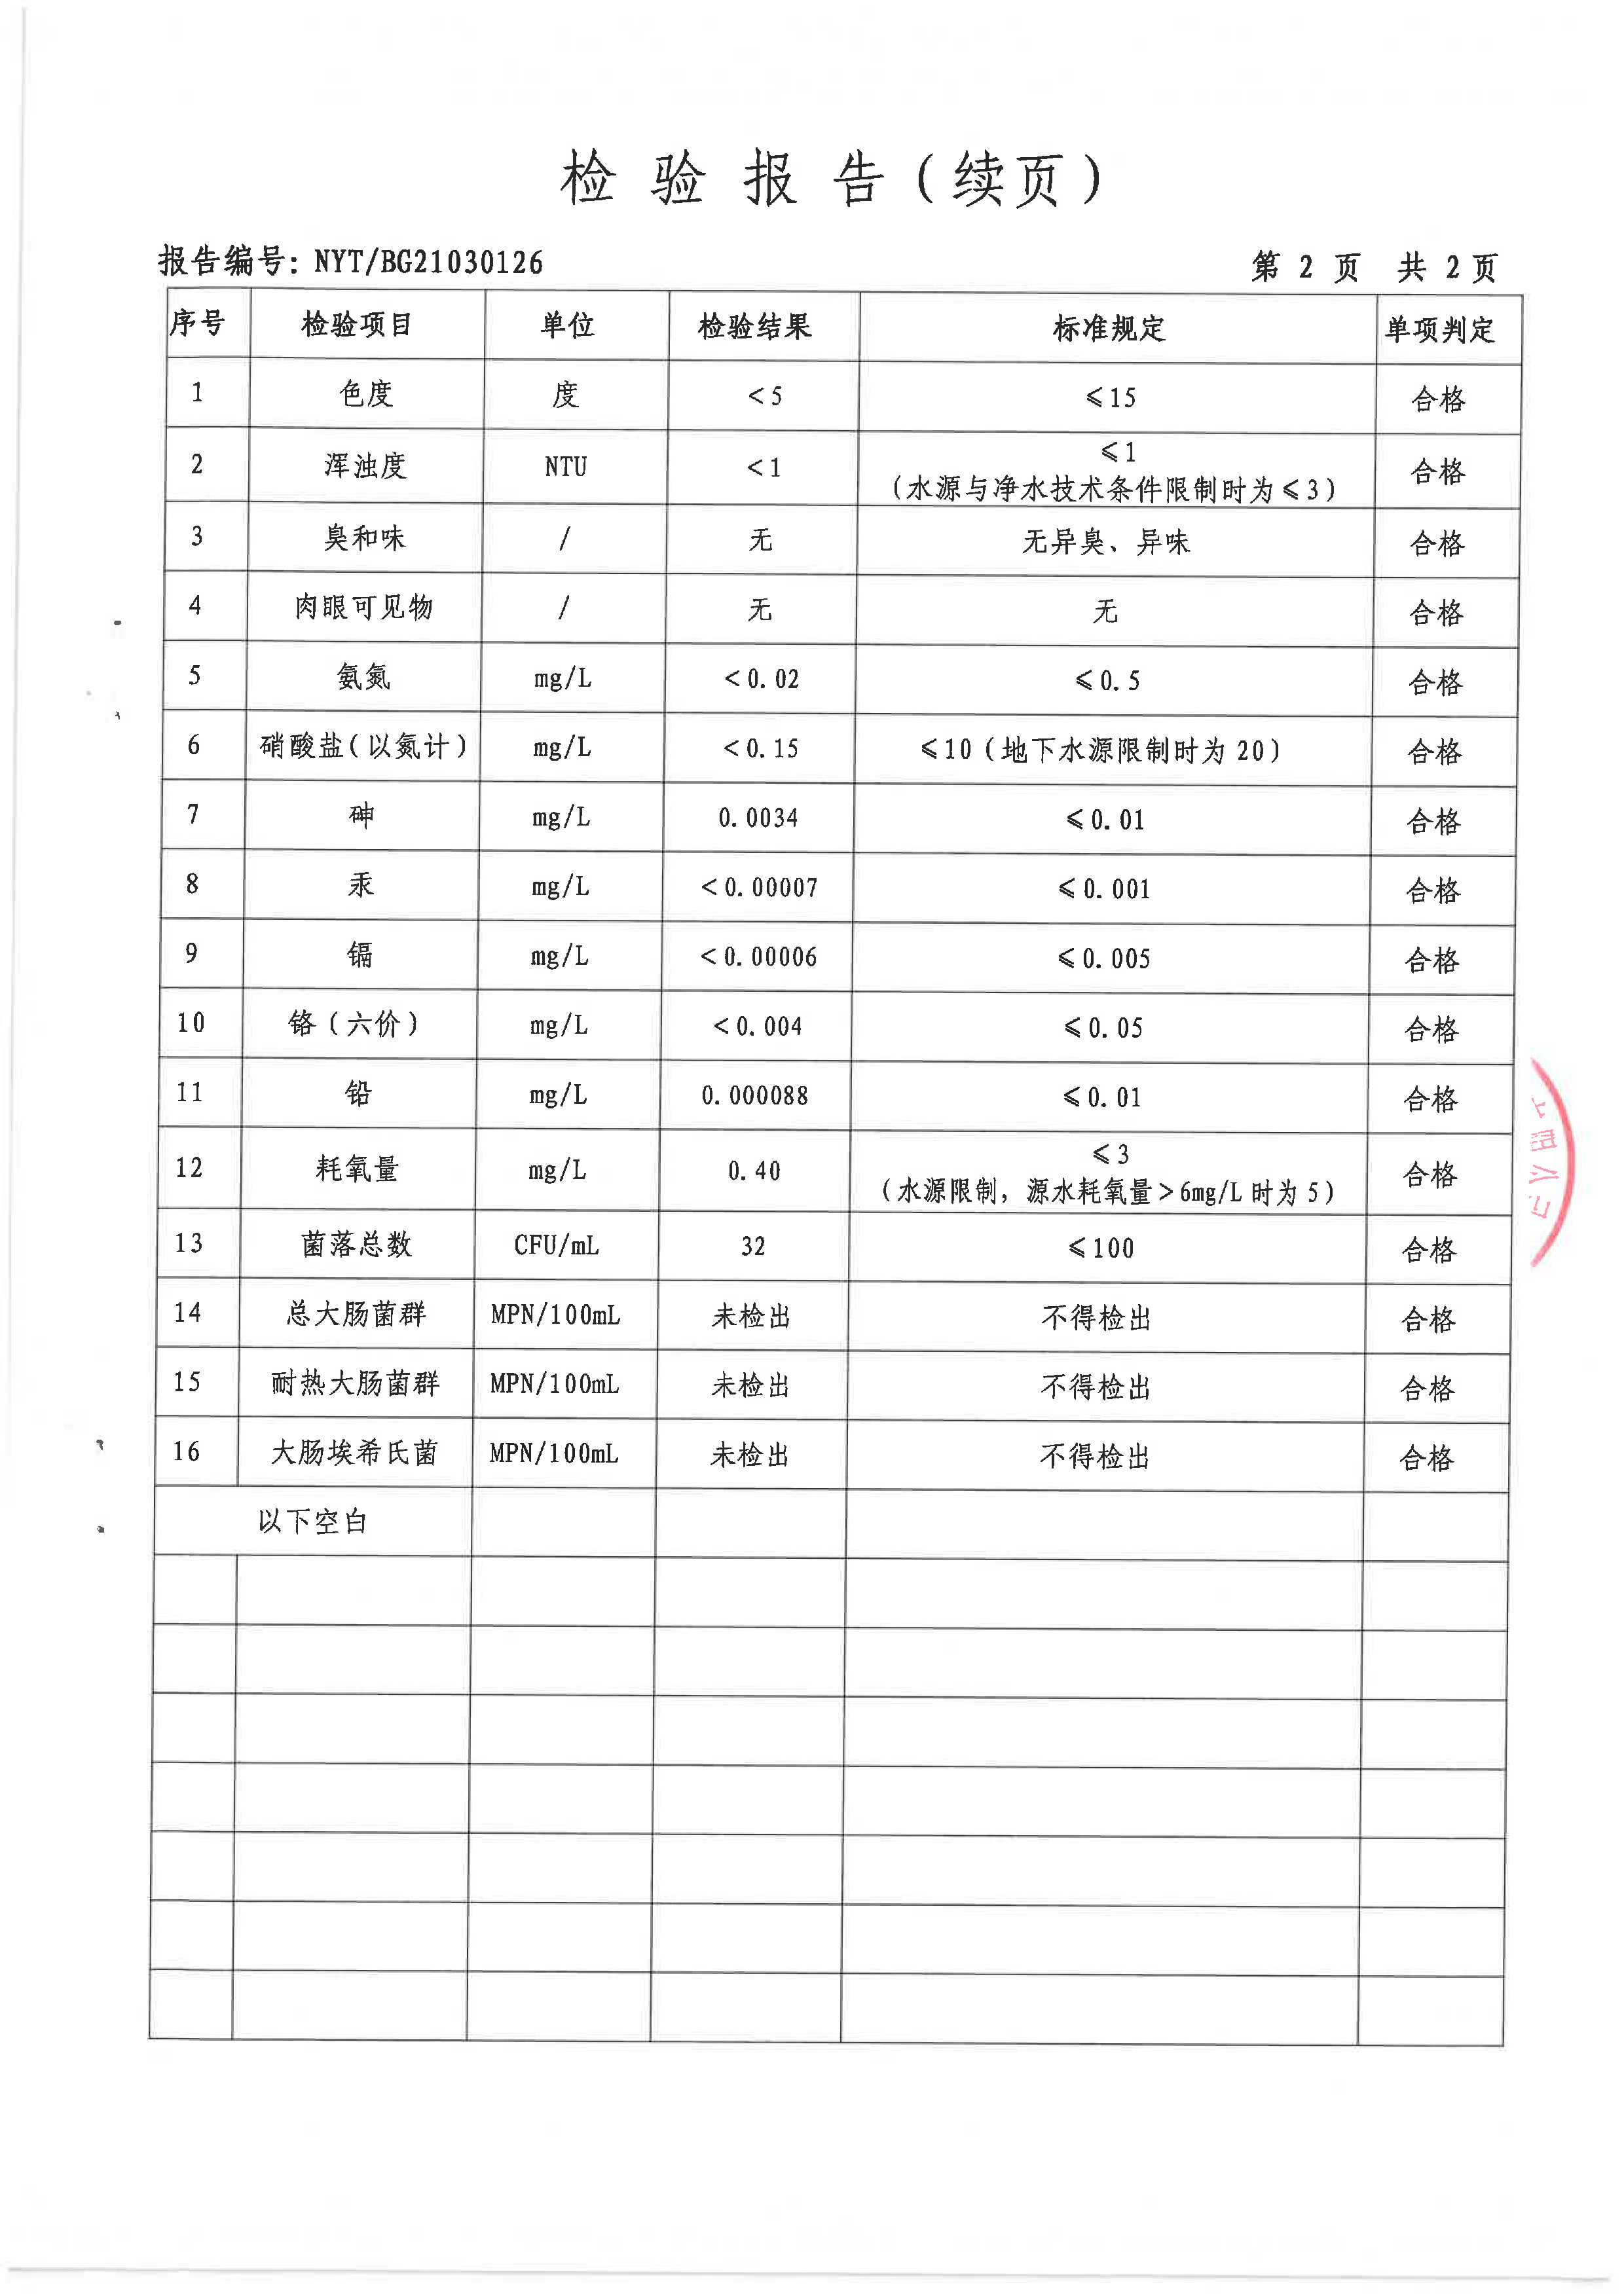 检验报告（续页）
报告编号：NYT/BG21030126 第 2 页 共 2 页
序号 检验项目 单位 检验结果 标准规定 单项判定
1 色度 度 ＜5 ≤15 合格
2 浑浊度 NTU ＜1 ≤1 （水源与净水技术条件限制时为≤3） 合格
3 臭和味 / 无 无异臭、异味 合格
4 肉眼可见物 / 无 无 合格
5 氨氮 mg/L ＜0.02 ≤0.5 合格
6 硝酸盐（以氮计） mg/L ＜0.15 ≤10（地下水源限制时为 20） 合格
7 砷 mg/L 0.0034 ≤0.01 合格
8 汞 mg/L ＜0.00007 ≤0.001 合格
9 镉 mg/L ＜0.00006 ≤0.005 合格
10 铬（六价） mg/L ＜0.004 ≤0.05 合格
11 铅 mg/L 0.000088 ≤0.01 合格
12 耗氧量 mg/L 0.40 ≤3 （水源限制，源水耗氧量＞6mg/L 时为 5） 合格
13 菌落总数 CFU/mL 32 ≤100 合格
14 总大肠菌群 MPN/100mL 未检出 不得检出 合格
15 耐热大肠菌群 MPN/100mL 未检出 不得检出 合格
16 大肠埃希氏菌 MPN/100mL 未检出 不得检出 合格
以下空白